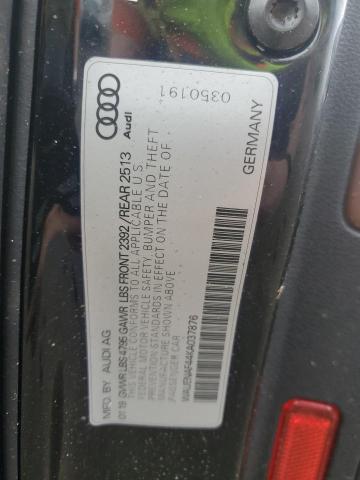 Audi
0350.191
MFD. BY AUDI AG GERMANY
01 19 GVWR LBS 4795 GAWR LBS FRONT 2392 / REAR 2513
THIS VEHICLE CONFORMS TO ALL APPLICABLE U S
FEDERAL MOTOR VEHICLE SAFETY, BUMPER AND THEFT
PREVENTION STANDARDS IN EFFECT ON THE DATE OF
MANUFACTURE SHOWN ABOVE
PASSENGER CAR
WAUENAF44KA037876